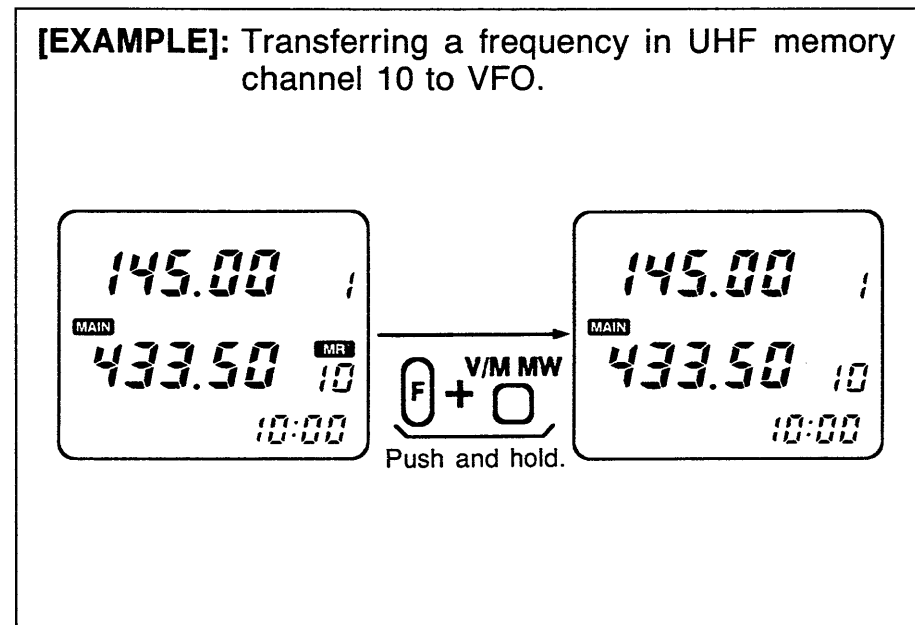 [EXAMPLE]: Transferring a frequency in UHF memory
channel 10 to VFO.
145.00 1
MAIN
433.50 MR 10
10:00
F + V/M MW
Push and hold.
145.00 1
MAIN
433.50 10
10:00